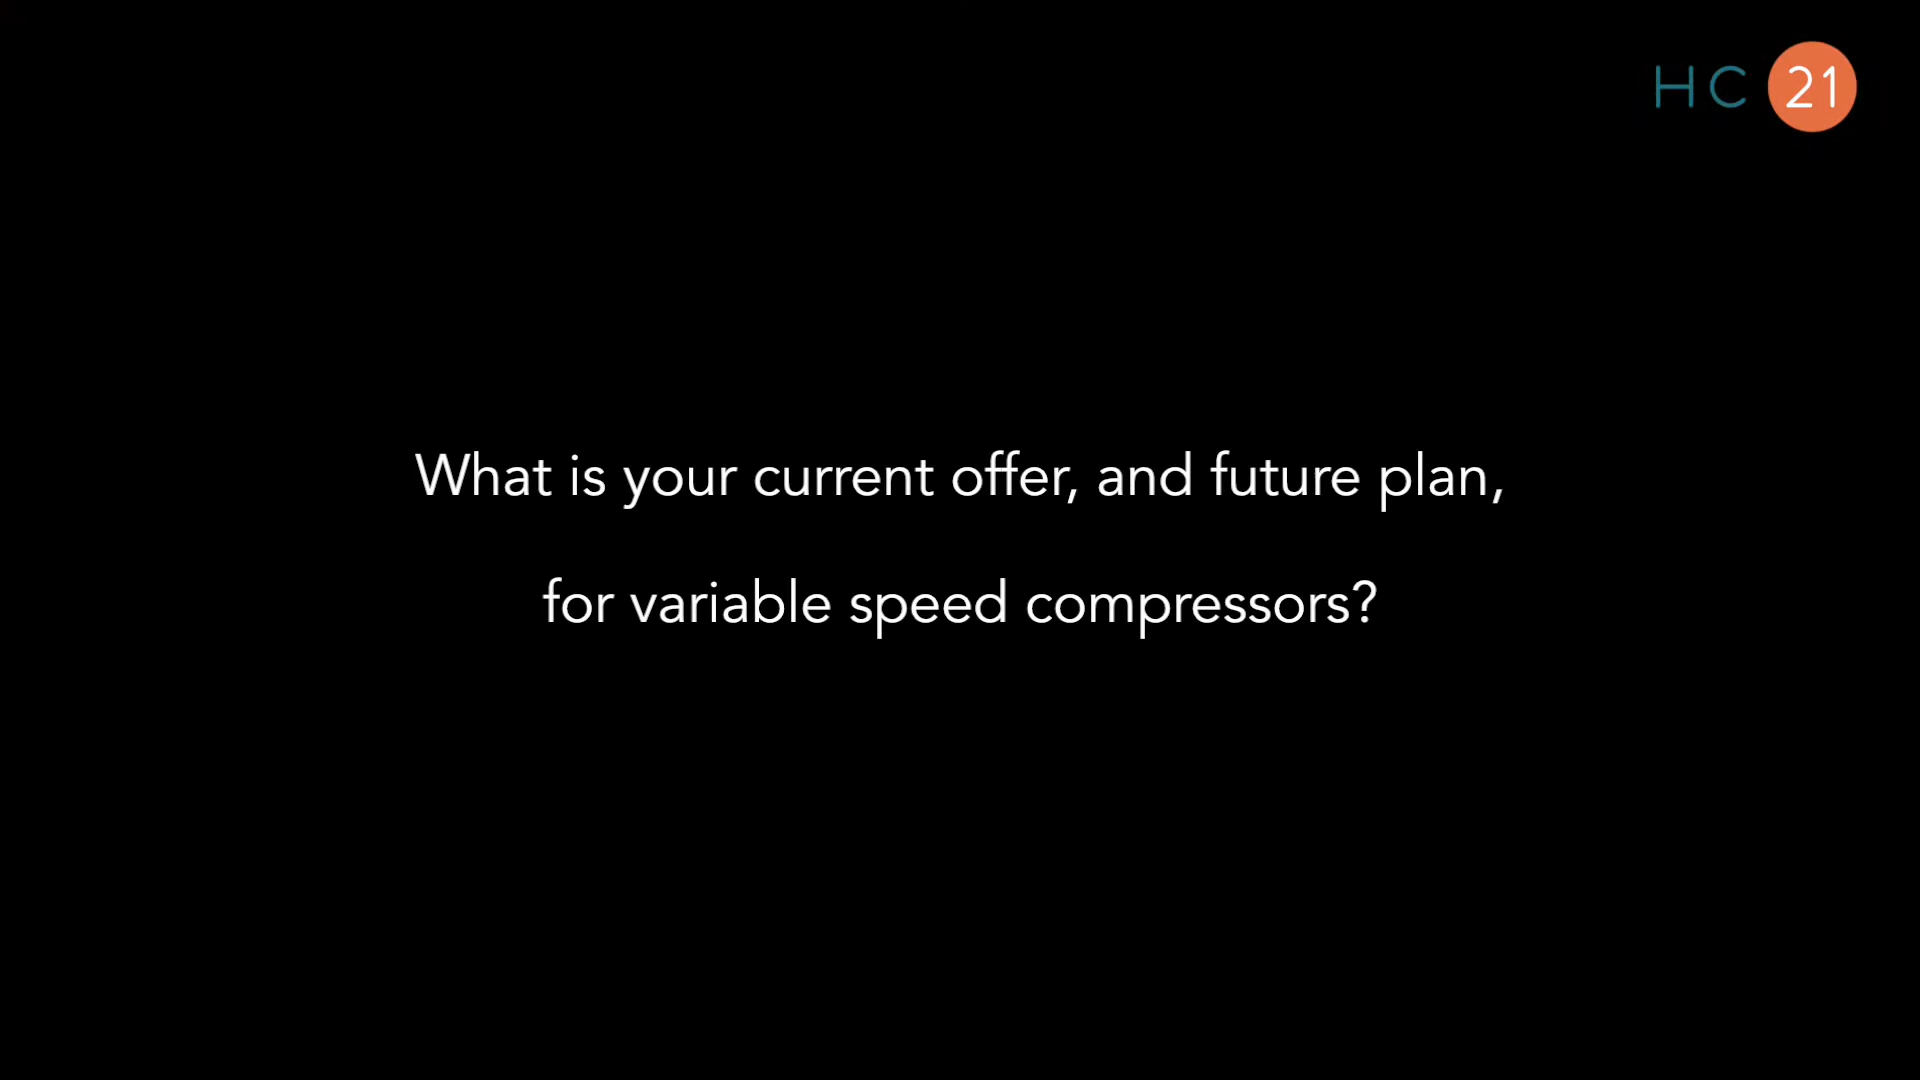 HC 21
What is your current offer, and future plan,
for variable speed compressors?